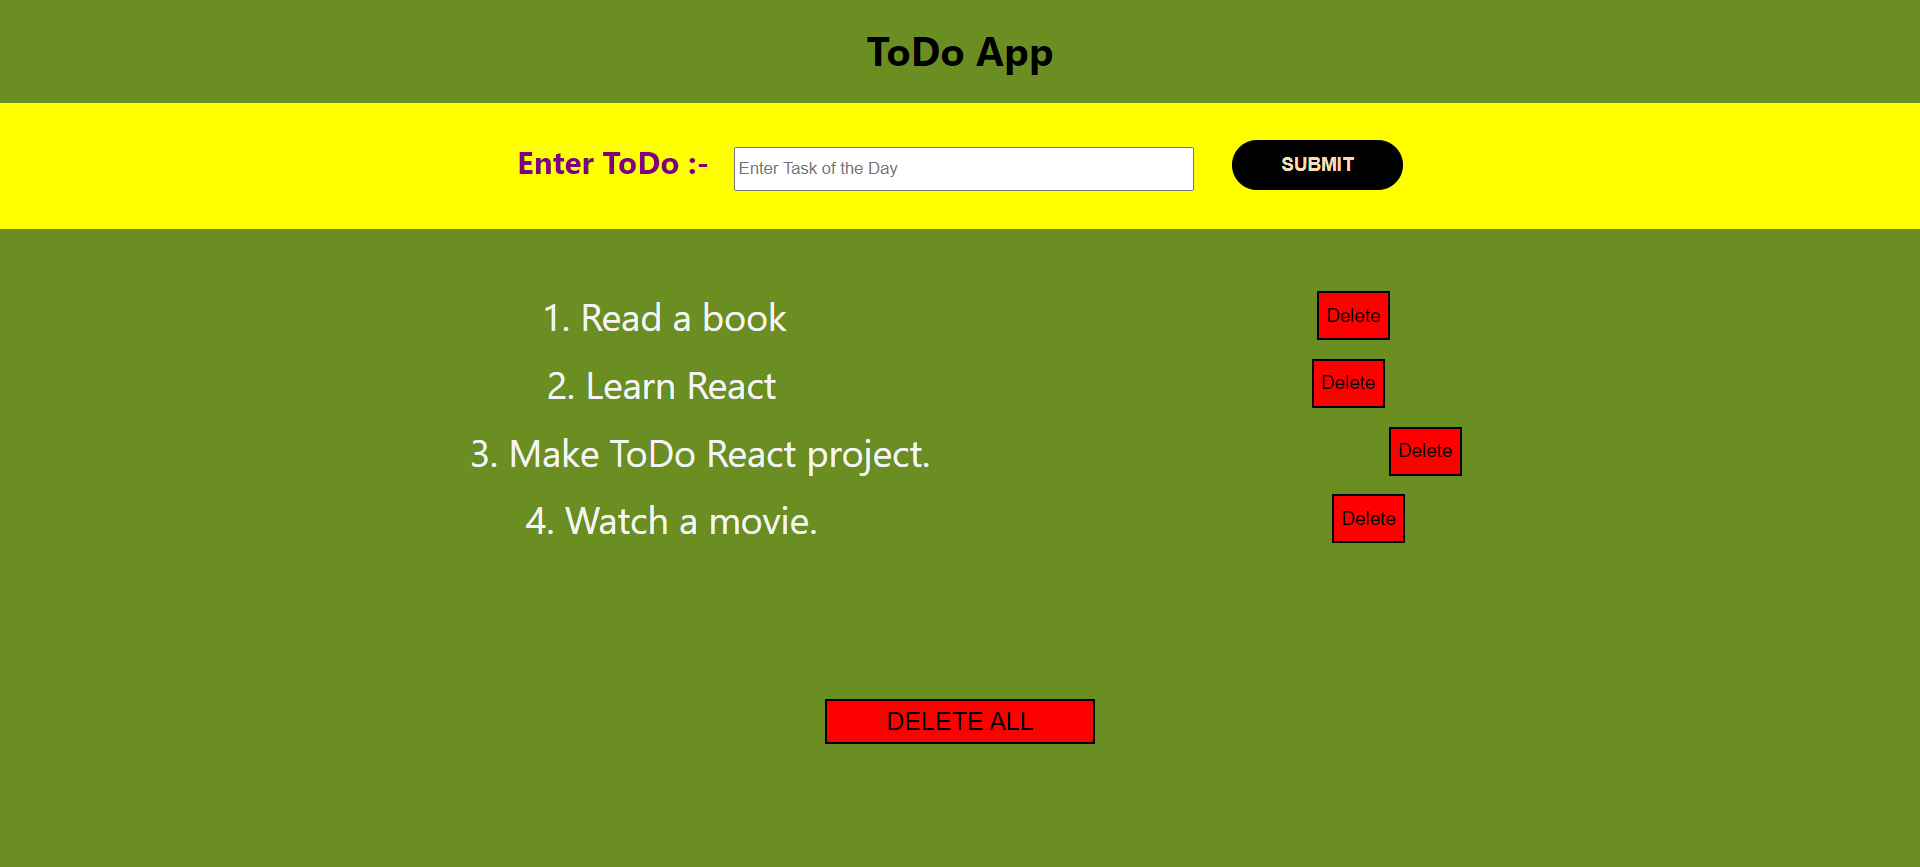 ToDo App
Enter ToDo :- Enter Task of the Day SUBMIT
1. Read a book Delete
2. Learn React Delete
3. Make ToDo React project. Delete
4. Watch a movie. Delete
DELETE ALL